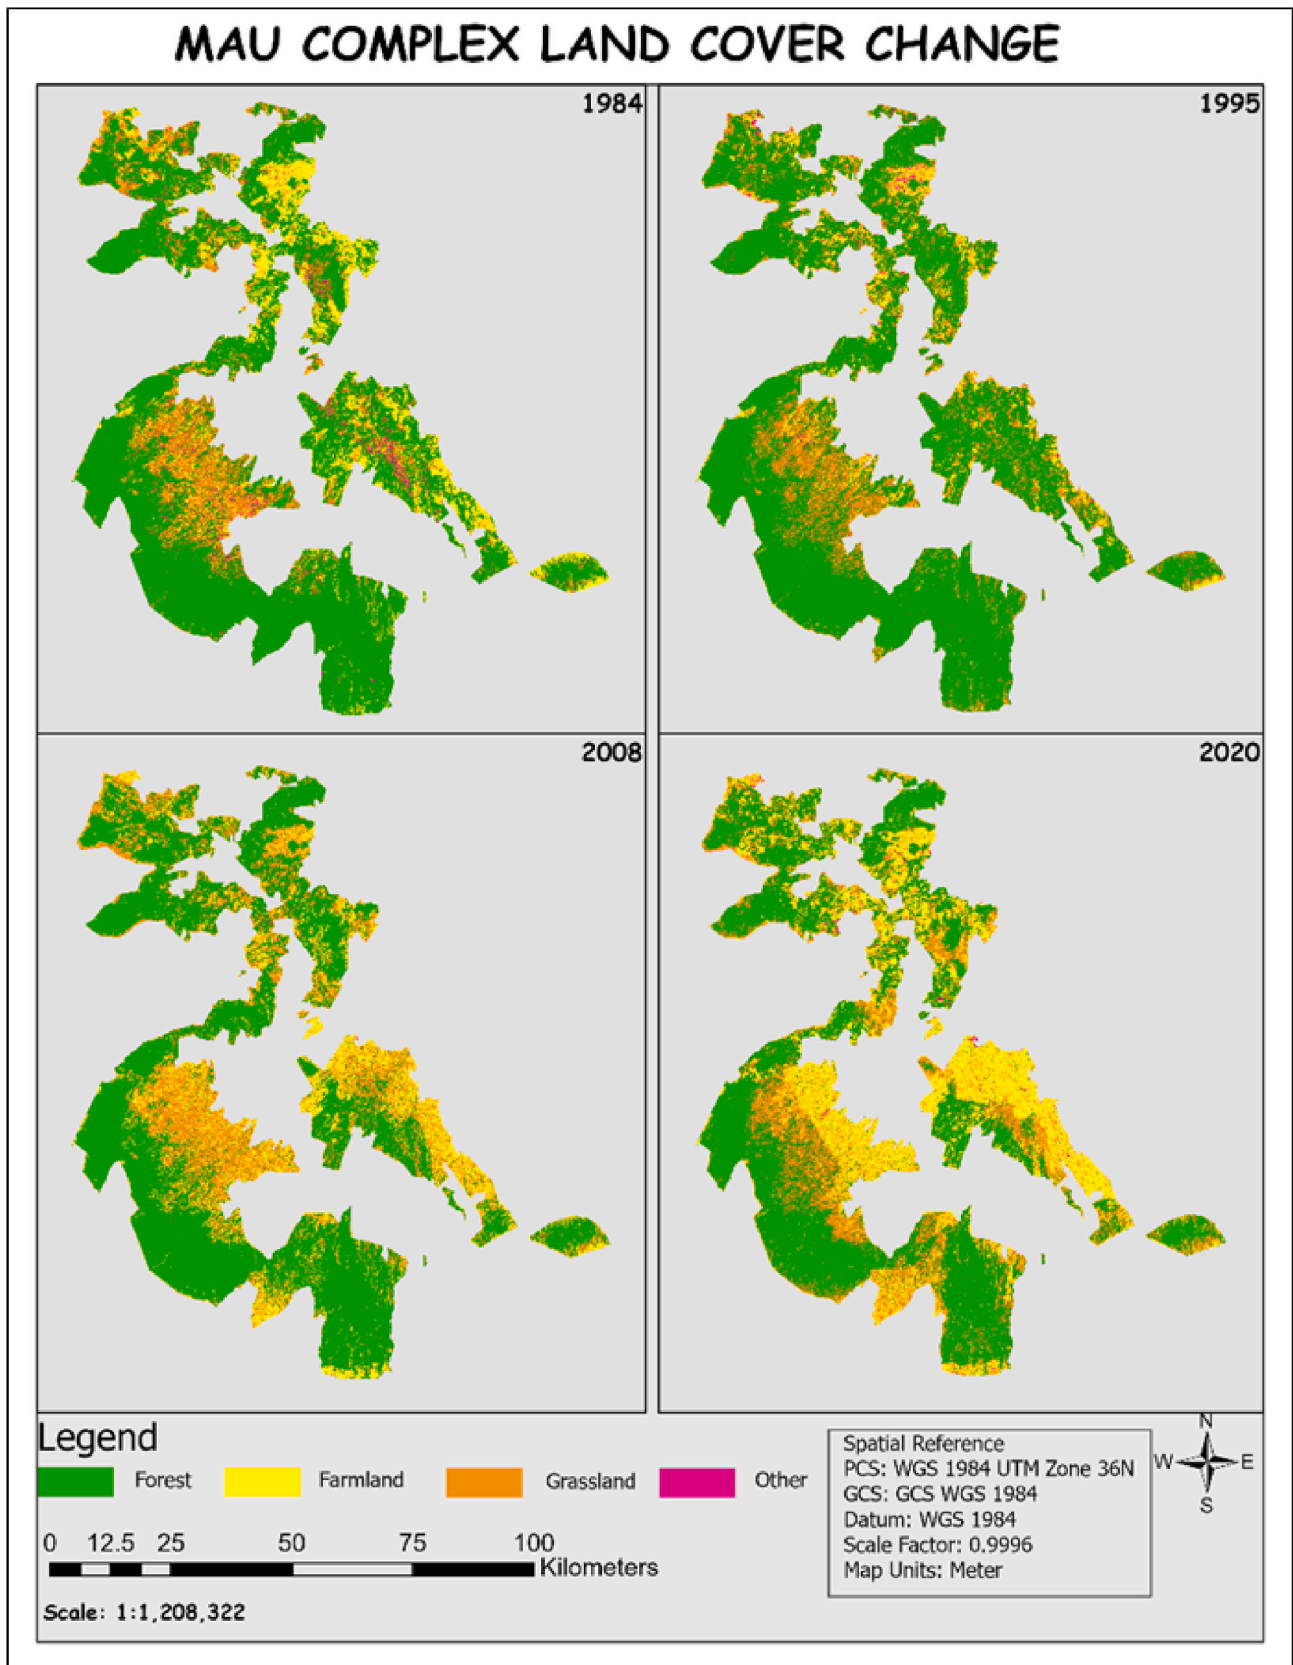 MAU COMPLEX LAND COVER CHANGE
1984
1995
2008
2020
Legend
Forest
Farmland
Grassland
Other
0 12.5 25 50 75 100
Kilometers
Scale: 1:1,208,322
Spatial Reference
PCS: WGS 1984 UTM Zone 36N
GCS: GCS WGS 1984
Datum: WGS 1984
Scale Factor: 0.9996
Map Units: Meter
N
W E
S